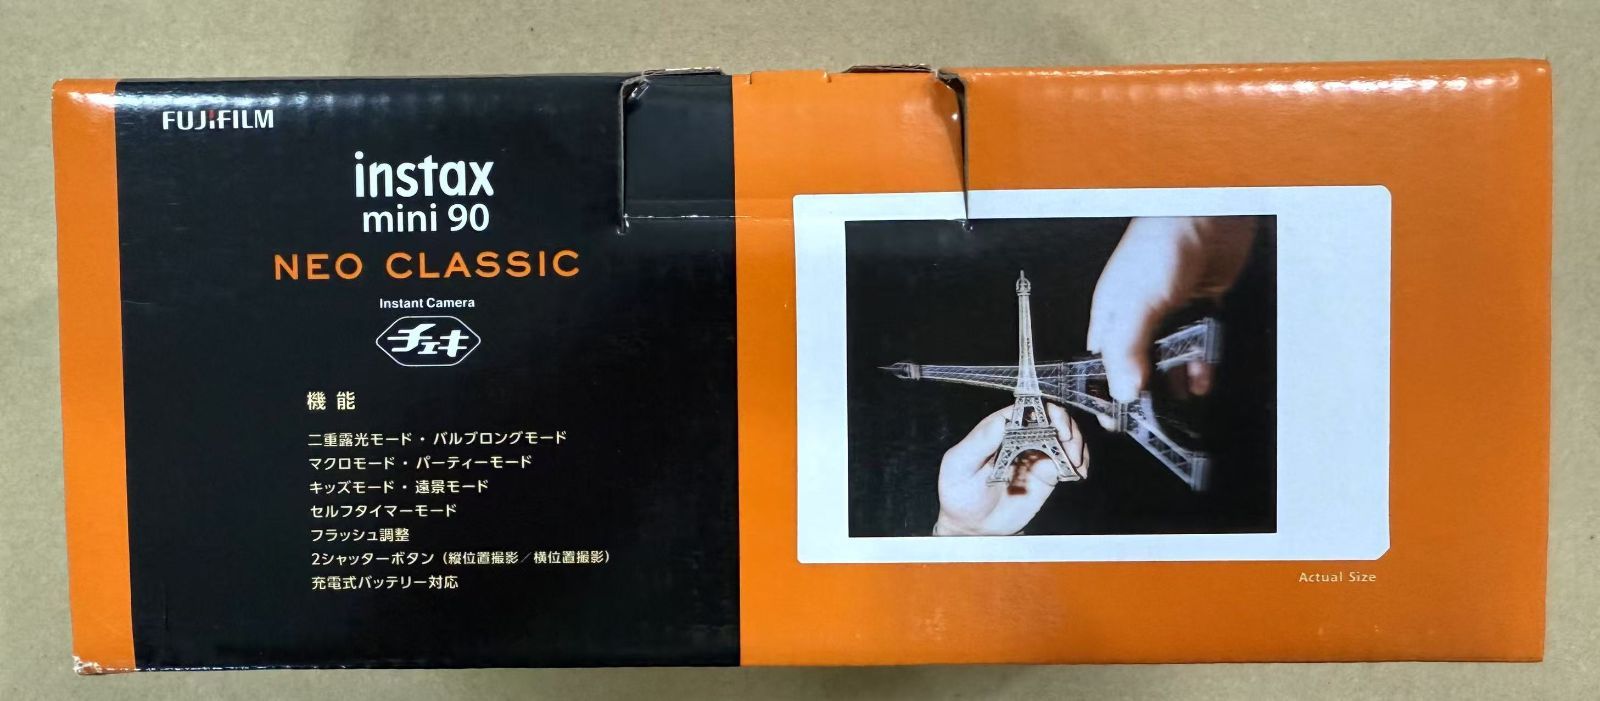 FUJIFILM
instax
mini 90
NEO CLASSIC
Instant Camera
チェキ
機能
二重露光モード・バルブロングモード
マクロモード・パーティーモード
キッズモード・遠景モード
セルフタイマーモード
フラッシュ調整
2シャッターボタン（縦位置撮影／横位置撮影）
充電式バッテリー対応
Actual Size